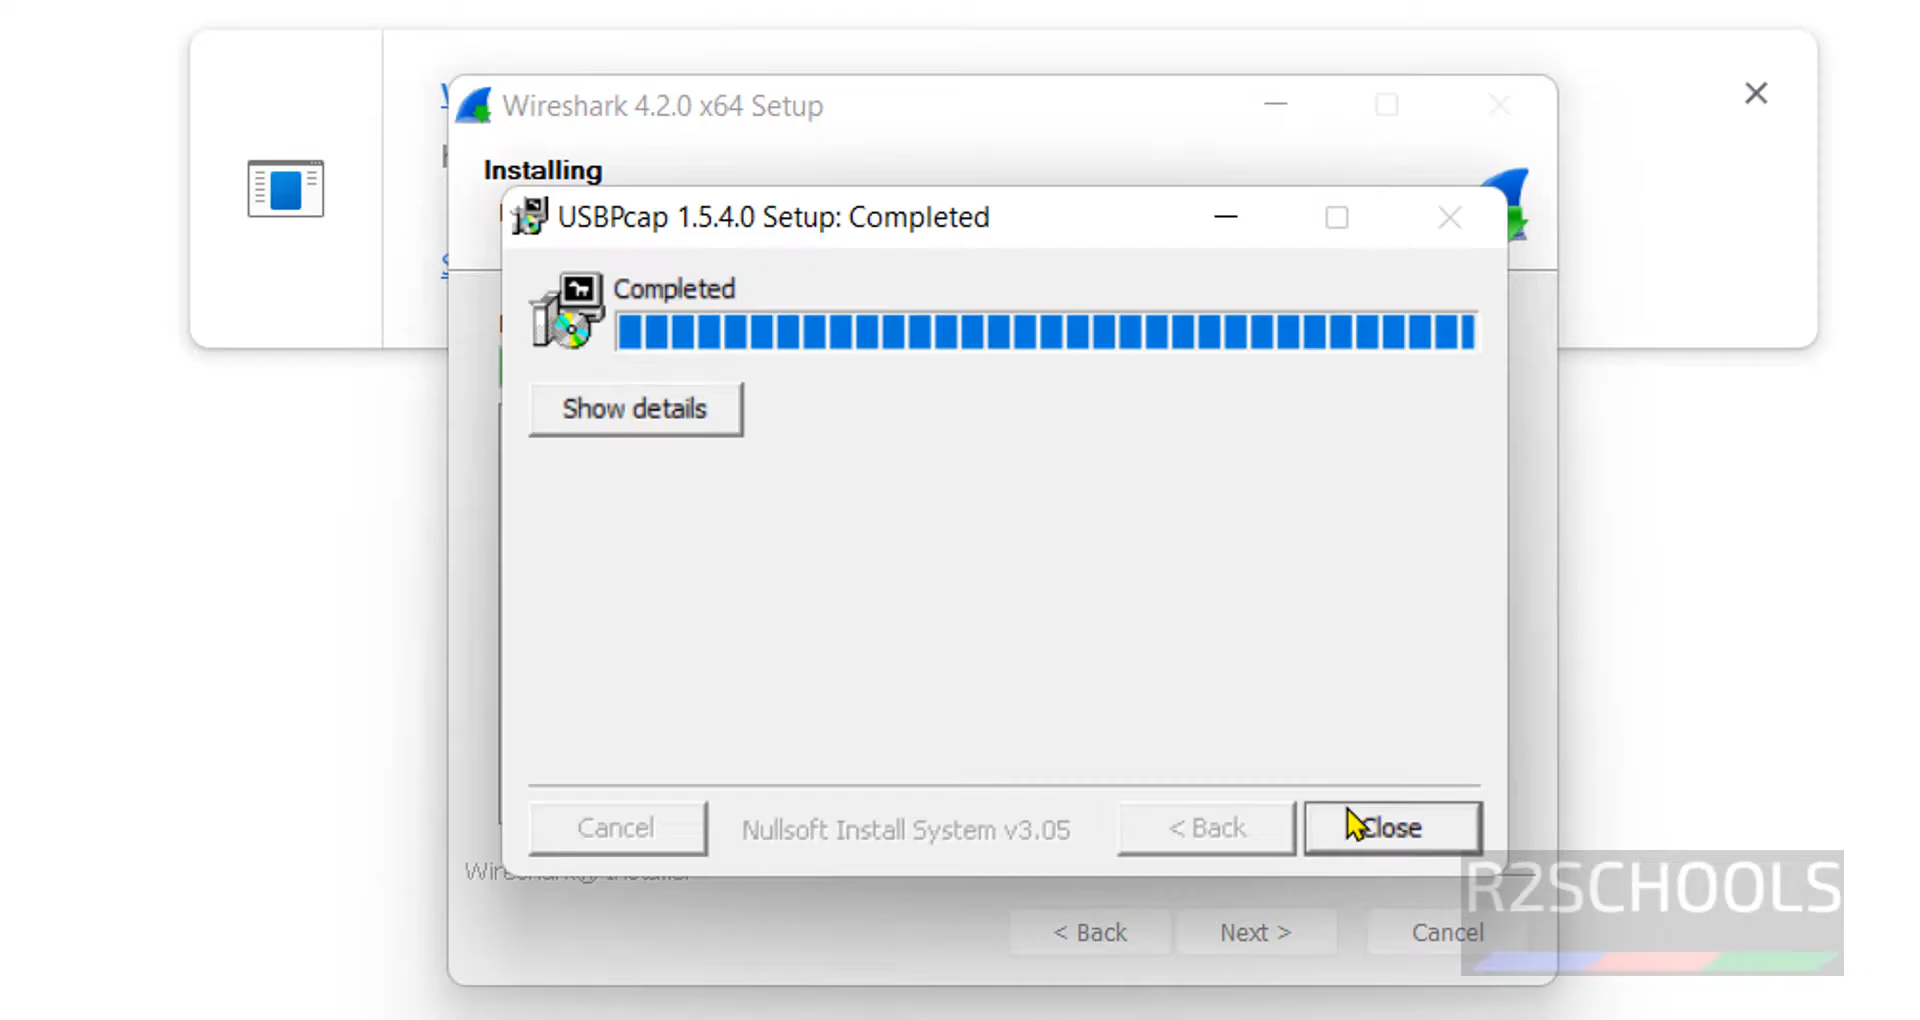 Wireshark 4.2.0 x64 Setup
Installing
USBPcap 1.5.4.0 Setup: Completed
Completed
Show details
Cancel
Nullsoft Install System v3.05
< Back
Close
< Back
Next >
Cancel
R2SCHOOLS